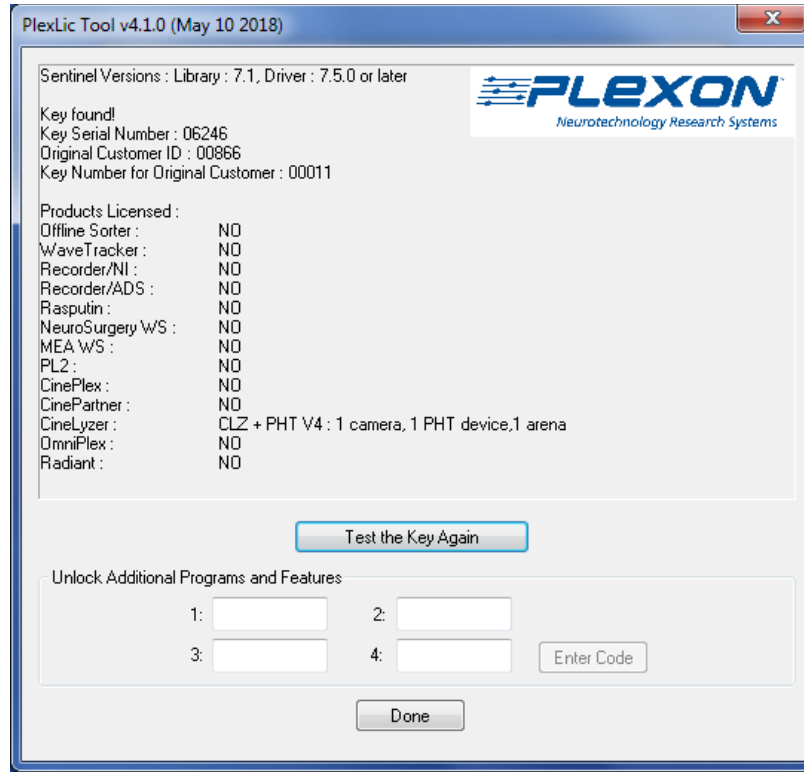 PlexLic Tool v4.1.0 (May 10 2018)
Sentinel Versions : Library : 7.1, Driver : 7.5.0 or later
PLEXON
Neurotechnology Research Systems
Key found!
Key Serial Number : 06246
Original Customer ID : 00866
Key Number for Original Customer : 00011
Products Licensed :
Offline Sorter : NO
WaveTracker : NO
Recorder/NI : NO
Recorder/ADS : NO
Rasputin : NO
NeuroSurgery WS : NO
MEA WS : NO
PL2 : NO
CinePlex : NO
CinePartner : NO
CineLyzer : CLZ + PHT V4 : 1 camera, 1 PHT device,1 arena
OmniPlex : NO
Radiant : NO
Test the Key Again
Unlock Additional Programs and Features
1: 2:
3: 4: Enter Code
Done